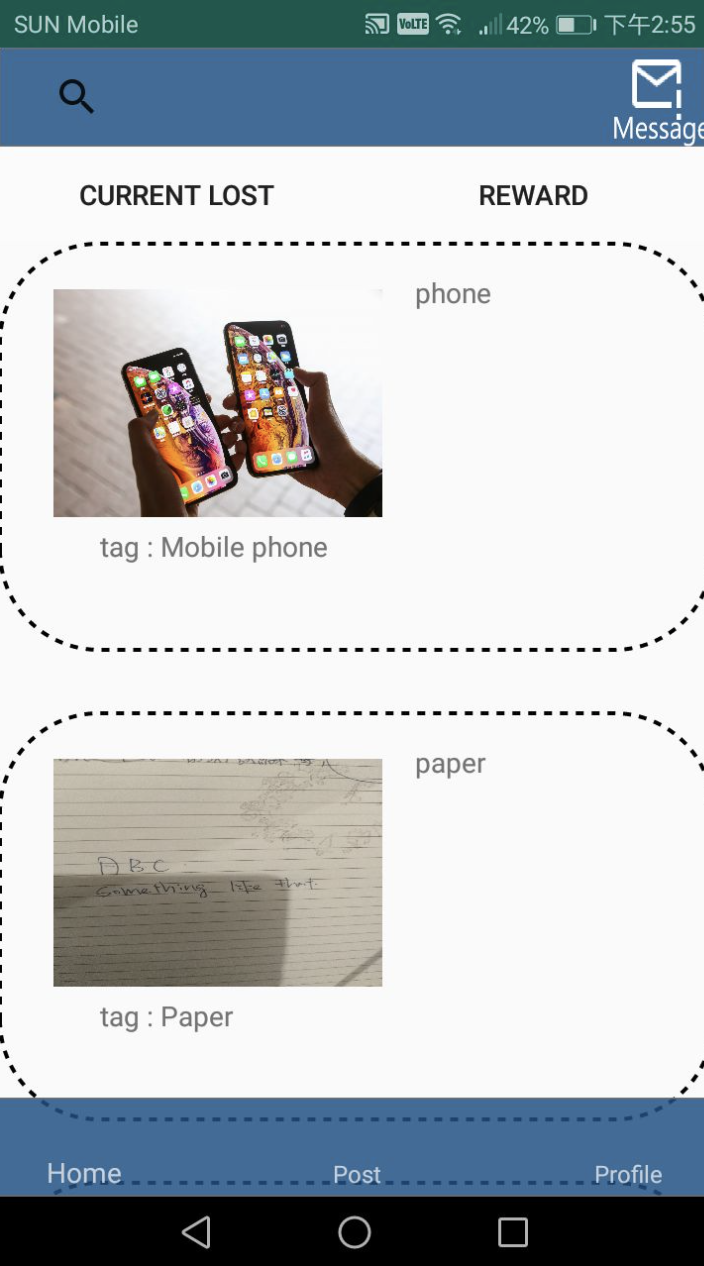 SUN Mobile VoLTE 42% 下午2:55
Message
CURRENT LOST REWARD
phone
tag : Mobile phone
paper
A B C
Something like that.
tag : Paper
Home Post Profile